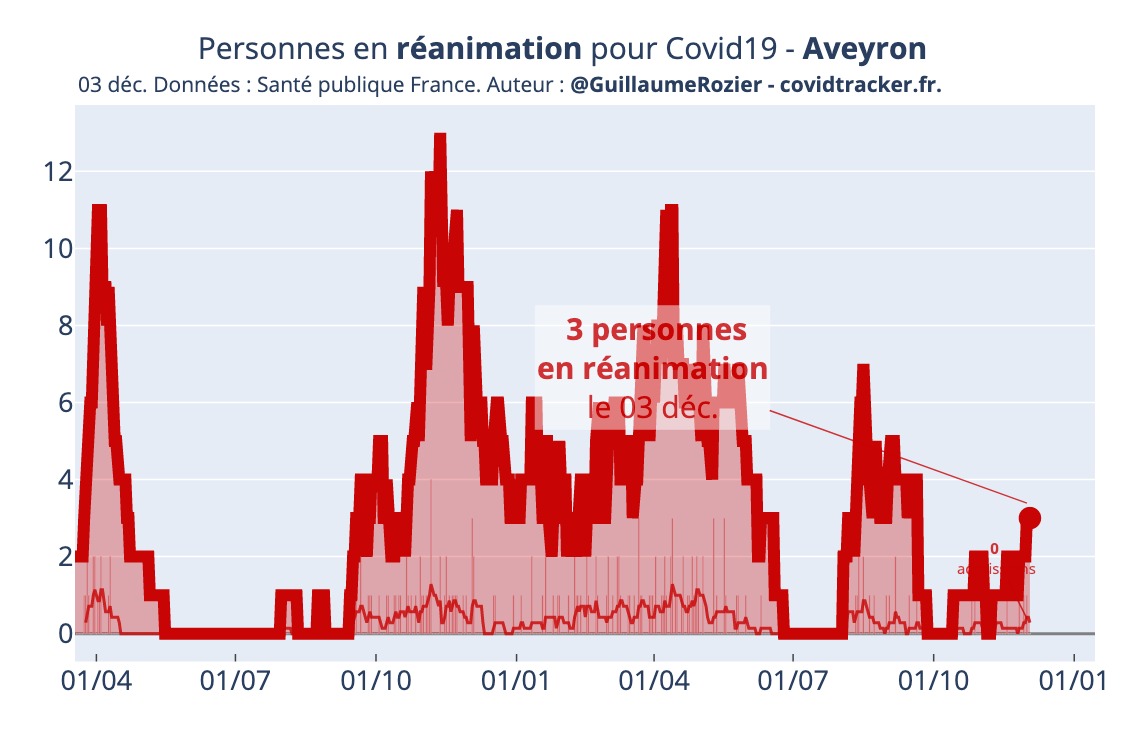 Personnes en réanimation pour Covid19 - Aveyron
03 déc. Données : Santé publique France. Auteur : @GuillaumeRozier - covidtracker.fr.
12
10
8
6
4
2
0
3 personnes
en réanimation
le 03 déc.
0
admissions
01/04
01/07
01/10
01/01
01/04
01/07
01/10
01/01